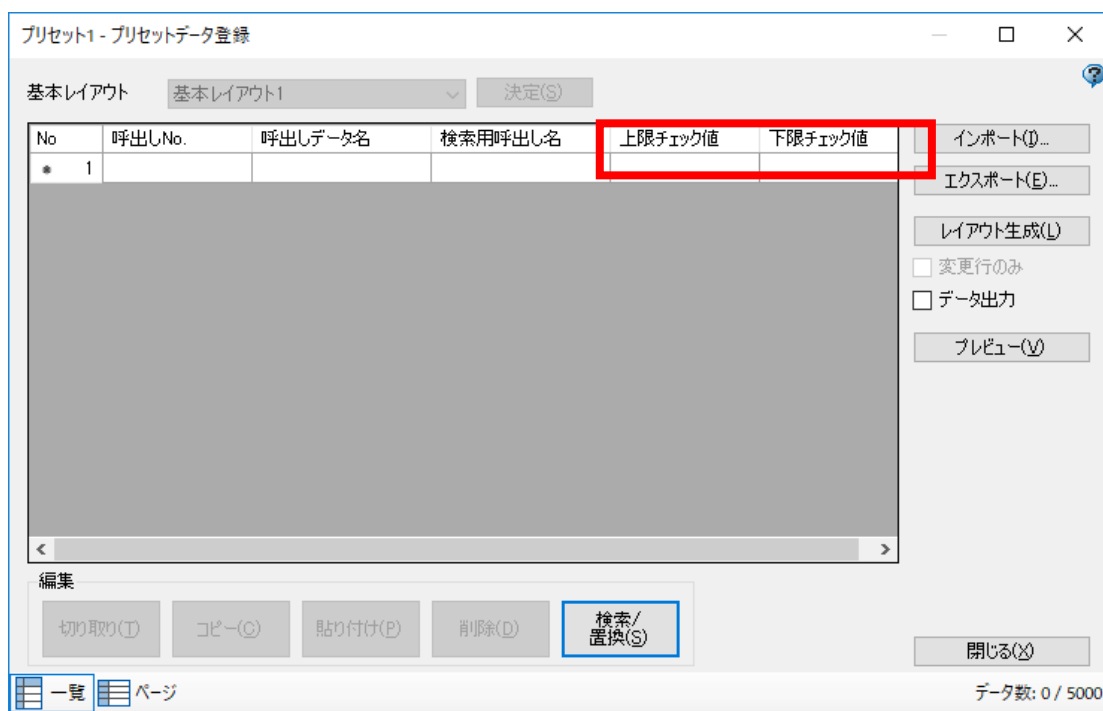 プリセット1 - プリセットデータ登録
基本レイアウト 基本レイアウト1 決定(S)
No 呼出しNo. 呼出しデータ名 検索用呼出し名 上限チェック値 下限チェック値 インポート(I)...
* 1
エクスポート(E)...
レイアウト生成(L)
変更行のみ
データ出力
プレビュー(V)
編集
切り取り(T) コピー(C) 貼り付け(P) 削除(D) 検索/
置換(S)
閉じる(X)
一覧 ページ データ数: 0 / 5000